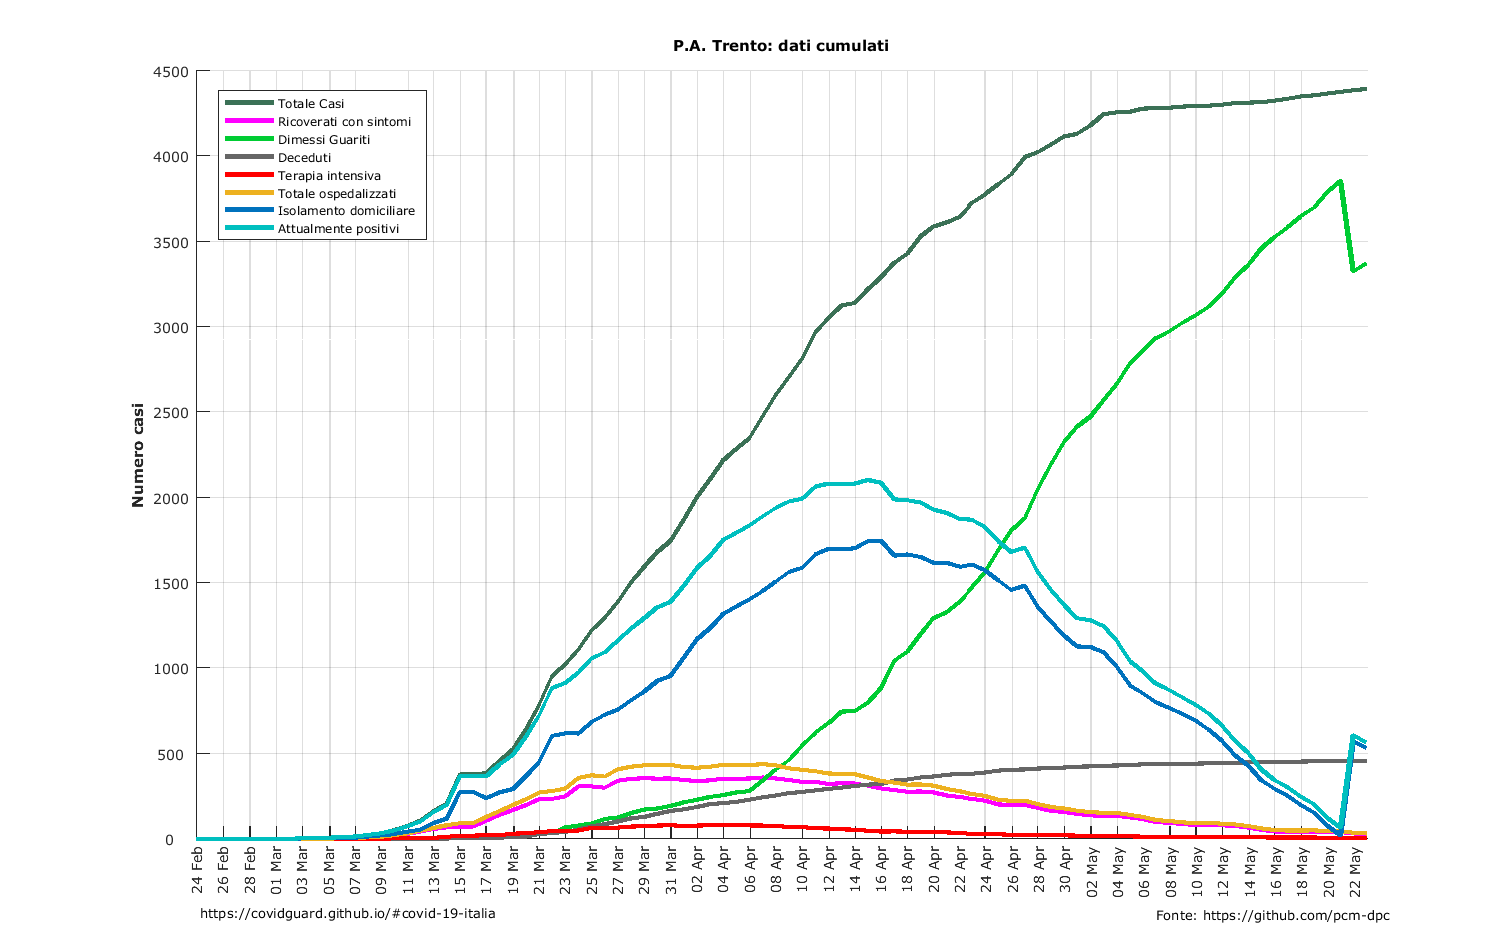 P.A. Trento: dati cumulati
Numero casi
4500
4000
3500
3000
2500
2000
1500
1000
500
0
Totale Casi
Ricoverati con sintomi
Dimessi Guariti
Deceduti
Terapia intensiva
Totale ospedalizzati
Isolamento domiciliare
Attualmente positivi
24 Feb
26 Feb
28 Feb
01 Mar
03 Mar
05 Mar
07 Mar
09 Mar
11 Mar
13 Mar
15 Mar
17 Mar
19 Mar
21 Mar
23 Mar
25 Mar
27 Mar
29 Mar
31 Mar
02 Apr
04 Apr
06 Apr
08 Apr
10 Apr
12 Apr
14 Apr
16 Apr
18 Apr
20 Apr
22 Apr
24 Apr
26 Apr
28 Apr
30 Apr
02 May
04 May
06 May
08 May
10 May
12 May
14 May
16 May
18 May
20 May
22 May
https://covidguard.github.io/#covid-19-italia
Fonte: https://github.com/pcm-dpc